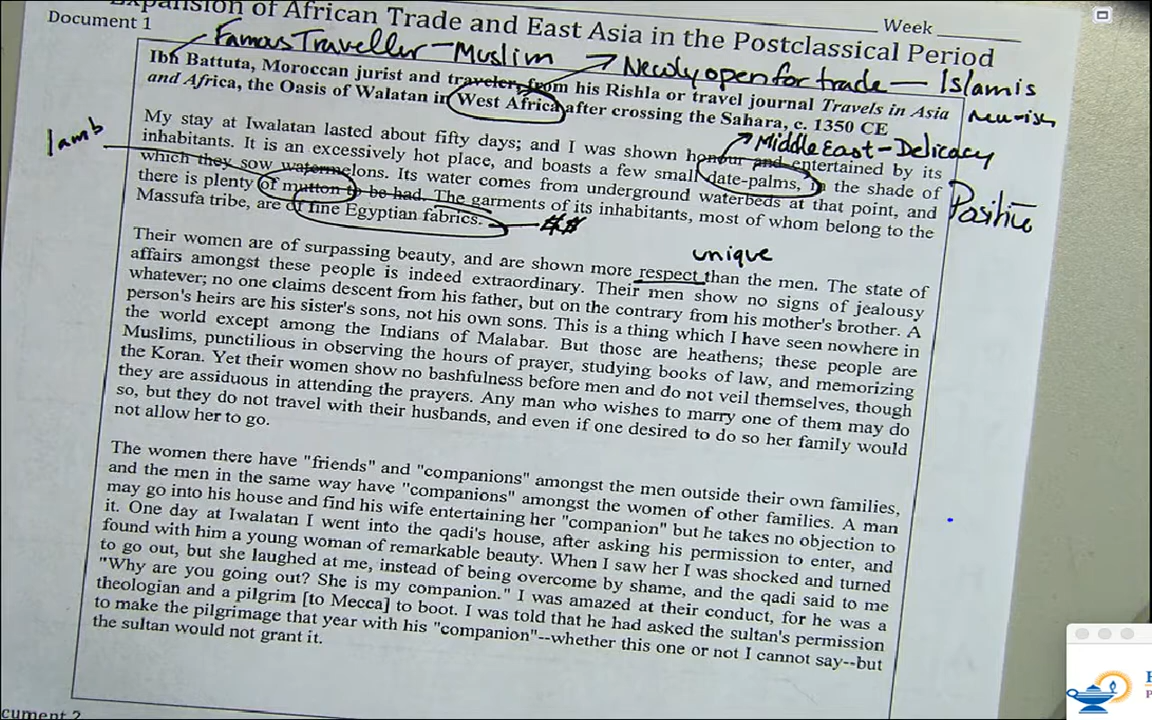 xpansion of African Trade and East Asia in the Postclassical Period
Week
Document 1
Famous Traveller - Muslim
Newly open for trade — Islam is
new-ish
Ibn Battuta, Moroccan jurist and traveler, from his Rishla or travel journal Travels in Asia
and Africa, the Oasis of Walatan in West Africa after crossing the Sahara, c. 1350 CE
Middle East - Delicacy
lamb
My stay at Iwalatan lasted about fifty days; and I was shown honour and entertained by its
inhabitants. It is an excessively hot place, and boasts a few small date-palms, in the shade of
which they sow watermelons. Its water comes from underground waterbeds at that point, and
there is plenty of mutton to be had. The garments of its inhabitants, most of whom belong to the
Massufa tribe, are of fine Egyptian fabrics.
$$
Positive
unique
Their women are of surpassing beauty, and are shown more respect than the men. The state of
affairs amongst these people is indeed extraordinary. Their men show no signs of jealousy
whatever; no one claims descent from his father, but on the contrary from his mother's brother. A
person's heirs are his sister's sons, not his own sons. This is a thing which I have seen nowhere in
the world except among the Indians of Malabar. But those are heathens; these people are
Muslims, punctilious in observing the hours of prayer, studying books of law, and memorizing
the Koran. Yet their women show no bashfulness before men and do not veil themselves, though
they are assiduous in attending the prayers. Any man who wishes to marry one of them may do
so, but they do not travel with their husbands, and even if one desired to do so her family would
not allow her to go.
The women there have "friends" and "companions" amongst the men outside their own families,
and the men in the same way have "companions" amongst the women of other families. A man
may go into his house and find his wife entertaining her "companion" but he takes no objection to
it. One day at Iwalatan I went into the qadi's house, after asking his permission to enter, and
found with him a young woman of remarkable beauty. When I saw her I was shocked and turned
to go out, but she laughed at me, instead of being overcome by shame, and the qadi said to me
"Why are you going out? She is my companion." I was amazed at their conduct, for he was a
theologian and a pilgrim [to Mecca] to boot. I was told that he had asked the sultan's permission
to make the pilgrimage that year with his "companion"--whether this one or not I cannot say--but
the sultan would not grant it.
cument 2